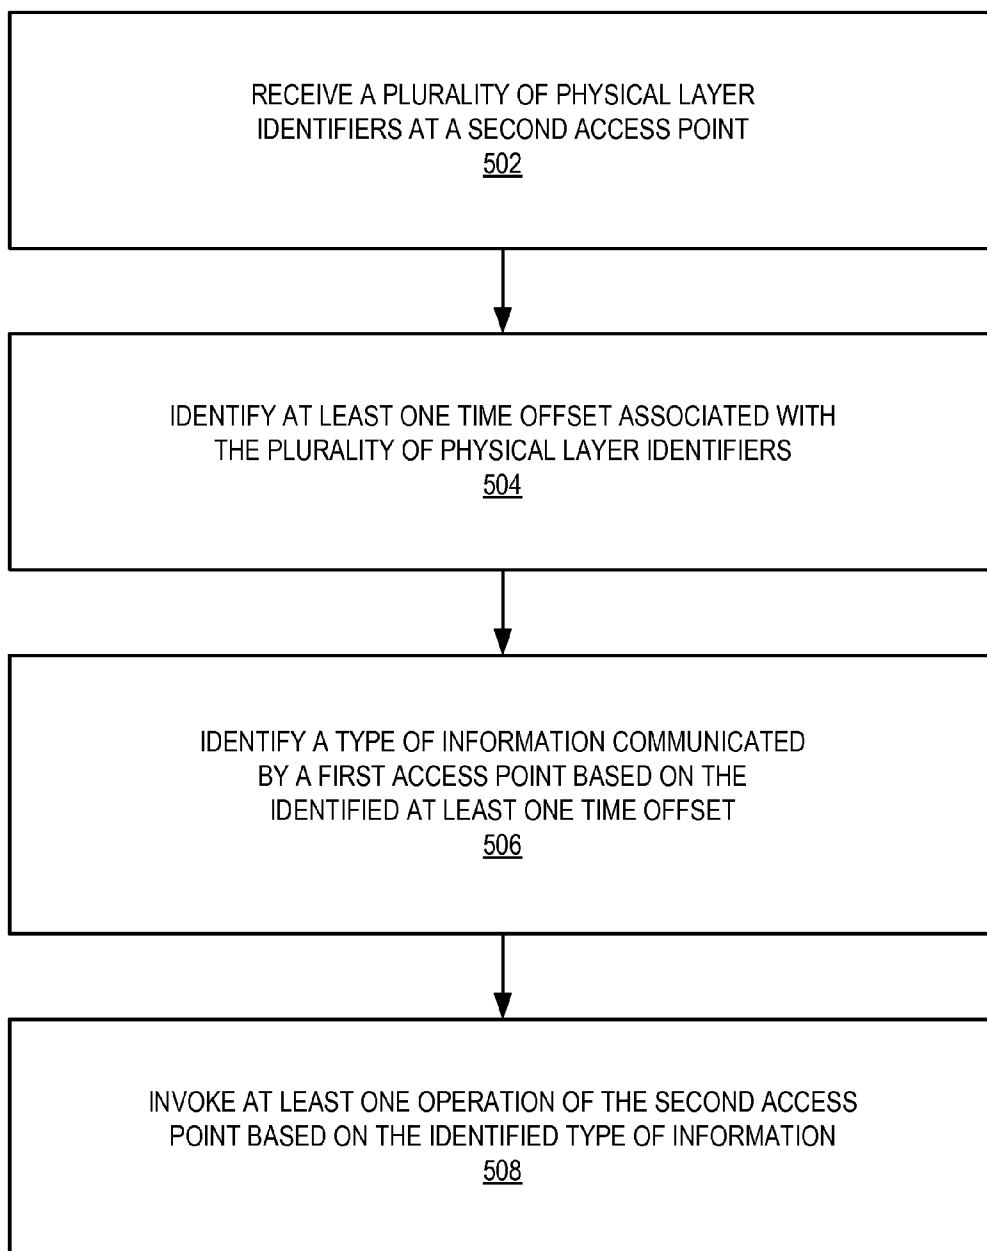 RECEIVE A PLURALITY OF PHYSICAL LAYER
IDENTIFIERS AT A SECOND ACCESS POINT
502
IDENTIFY AT LEAST ONE TIME OFFSET ASSOCIATED WITH
THE PLURALITY OF PHYSICAL LAYER IDENTIFIERS
504
IDENTIFY A TYPE OF INFORMATION COMMUNICATED
BY A FIRST ACCESS POINT BASED ON THE
IDENTIFIED AT LEAST ONE TIME OFFSET
506
INVOKE AT LEAST ONE OPERATION OF THE SECOND ACCESS
POINT BASED ON THE IDENTIFIED TYPE OF INFORMATION
508